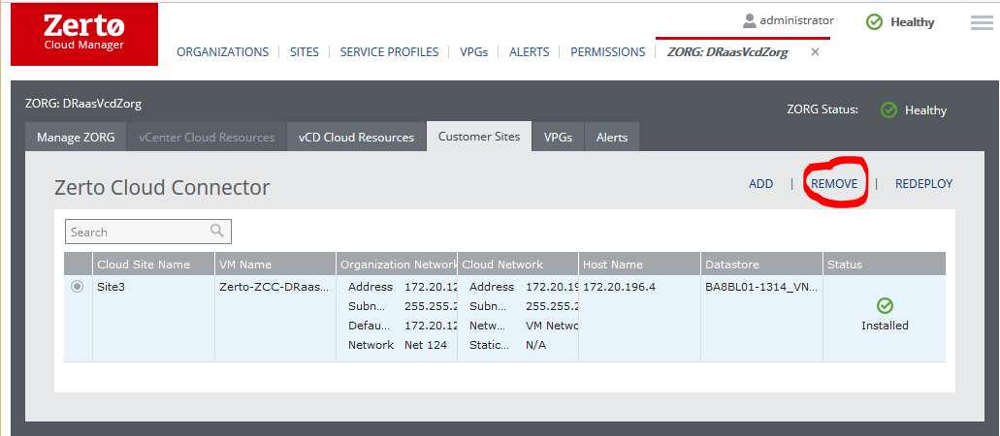 Zertø
Cloud Manager
administrator
Healthy
ORGANIZATIONS | SITES | SERVICE PROFILES | VPGs | ALERTS | PERMISSIONS | ZORG: DRaasVcdZorg ×
ZORG: DRaasVcdZorg
ZORG Status: Healthy
Manage ZORG vCenter Cloud Resources vCD Cloud Resources Customer Sites VPGs Alerts
Zerto Cloud Connector
ADD | REMOVE | REDEPLOY
Search
Cloud Site Name VM Name Organization Network Cloud Network Host Name Datastore Status
Site3 Zerto-ZCC-DRaas... Address 172.20.12 Address 172.20.19 172.20.196.4 BA8BL01-1314_VN...
Subn... 255.255.2 Subn... 255.255.2
Defau... 172.20.12 Netw... VM Netwo Installed
Network Net 124 Static... N/A